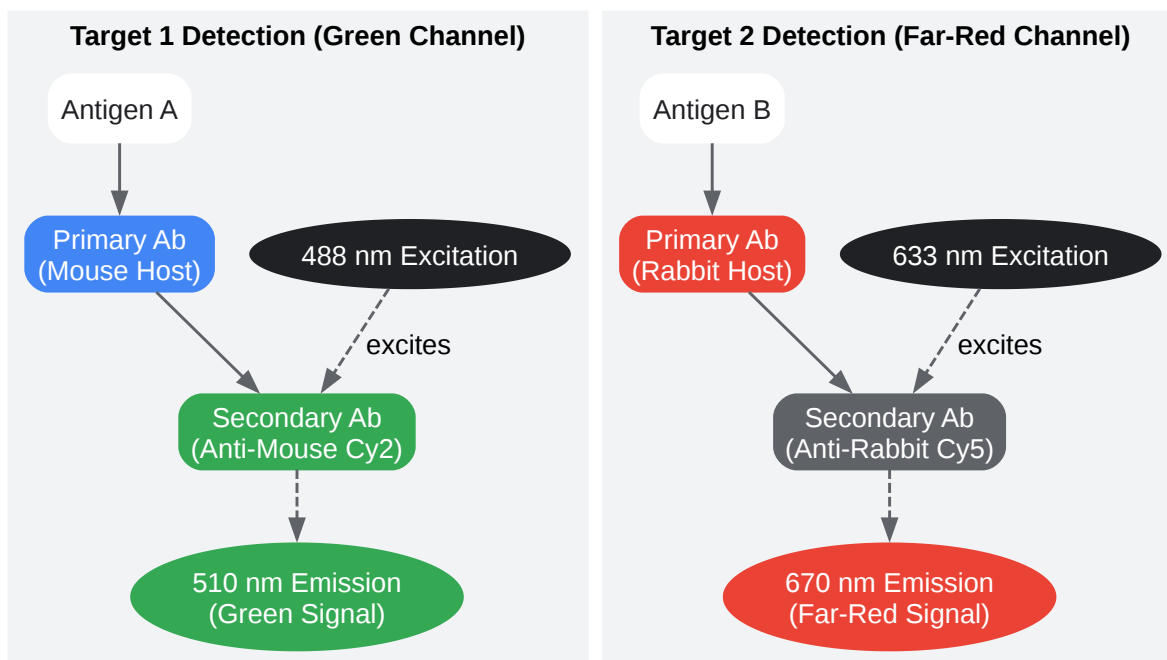 Target 1 Detection (Green Channel)
Antigen A
Primary Ab
(Mouse Host)
488 nm Excitation
excites
Secondary Ab
(Anti-Mouse Cy2)
510 nm Emission
(Green Signal)
Target 2 Detection (Far-Red Channel)
Antigen B
Primary Ab
(Rabbit Host)
633 nm Excitation
excites
Secondary Ab
(Anti-Rabbit Cy5)
670 nm Emission
(Far-Red Signal)